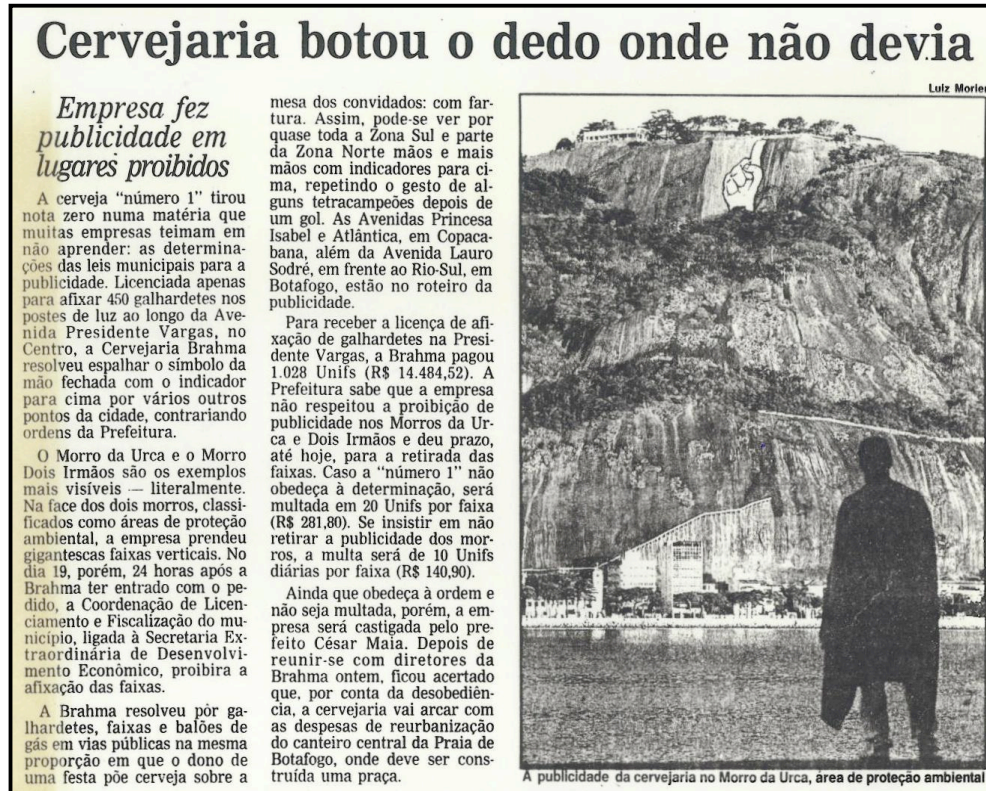 Cervejaria botou o dedo onde não devia
Empresa fez
publicidade em
lugares proibidos
A cerveja "número 1" tirou
nota zero numa matéria que
muitas empresas teimam em
não aprender: as determina-
ções das leis municipais para a
publicidade. Licenciada apenas
para afixar 450 galhardetes nos
postes de luz ao longo da Ave-
nida Presidente Vargas, no
Centro, a Cervejaria Brahma
resolveu espalhar o símbolo da
mão fechada com o indicador
para cima por vários outros
pontos da cidade, contrariando
ordens da Prefeitura.
O Morro da Urca e o Morro
Dois Irmãos são os exemplos
mais visíveis — literalmente.
Na face dos dois morros, classi-
ficados como áreas de proteção
ambiental, a empresa prendeu
gigantescas faixas verticais. No
dia 19, porém, 24 horas após a
Brahma ter entrado com o pe-
dido, a Coordenação de Licen-
ciamento e Fiscalização do mu-
nicípio, ligada à Secretaria Ex-
traordinária de Desenvolvi-
mento Econômico, proibira a
afixação das faixas.
A Brahma resolveu pôr ga-
lhardetes, faixas e balões de
gás em vias públicas na mesma
proporção em que o dono de
uma festa põe cerveja sobre a
mesa dos convidados: com far-
tura. Assim, pode-se ver por
quase toda a Zona Sul e parte
da Zona Norte mãos e mais
mãos com indicadores para ci-
ma, repetindo o gesto de al-
guns tetracampeões depois de
um gol. As Avenidas Princesa
Isabel e Atlântica, em Copaca-
bana, além da Avenida Lauro
Sodré, em frente ao Rio-Sul, em
Botafogo, estão no roteiro da
publicidade.
Para receber a licença de afi-
xação de galhardetes na Presi-
dente Vargas, a Brahma pagou
1.028 Unifs (R$ 14.484,52). A
Prefeitura sabe que a empresa
não respeitou a proibição de
publicidade nos Morros da Ur-
ca e Dois Irmãos e deu prazo,
até hoje, para a retirada das
faixas. Caso a "número 1" não
obedeça à determinação, será
multada em 20 Unifs por faixa
(R$ 281,80). Se insistir em não
retirar a publicidade dos mor-
ros, a multa será de 10 Unifs
diárias por faixa (R$ 140,90).
Ainda que obedeça à ordem e
não seja multada, porém, a em-
presa será castigada pelo pre-
feito César Maia. Depois de
reunir-se com diretores da
Brahma ontem, ficou acertado
que, por conta da desobediên-
cia, a cervejaria vai arcar com
as despesas de reurbanização
do canteiro central da Praia de
Botafogo, onde deve ser cons-
truída uma praça.
Luiz Morier
A publicidade da cervejaria no Morro da Urca, área de proteção ambiental